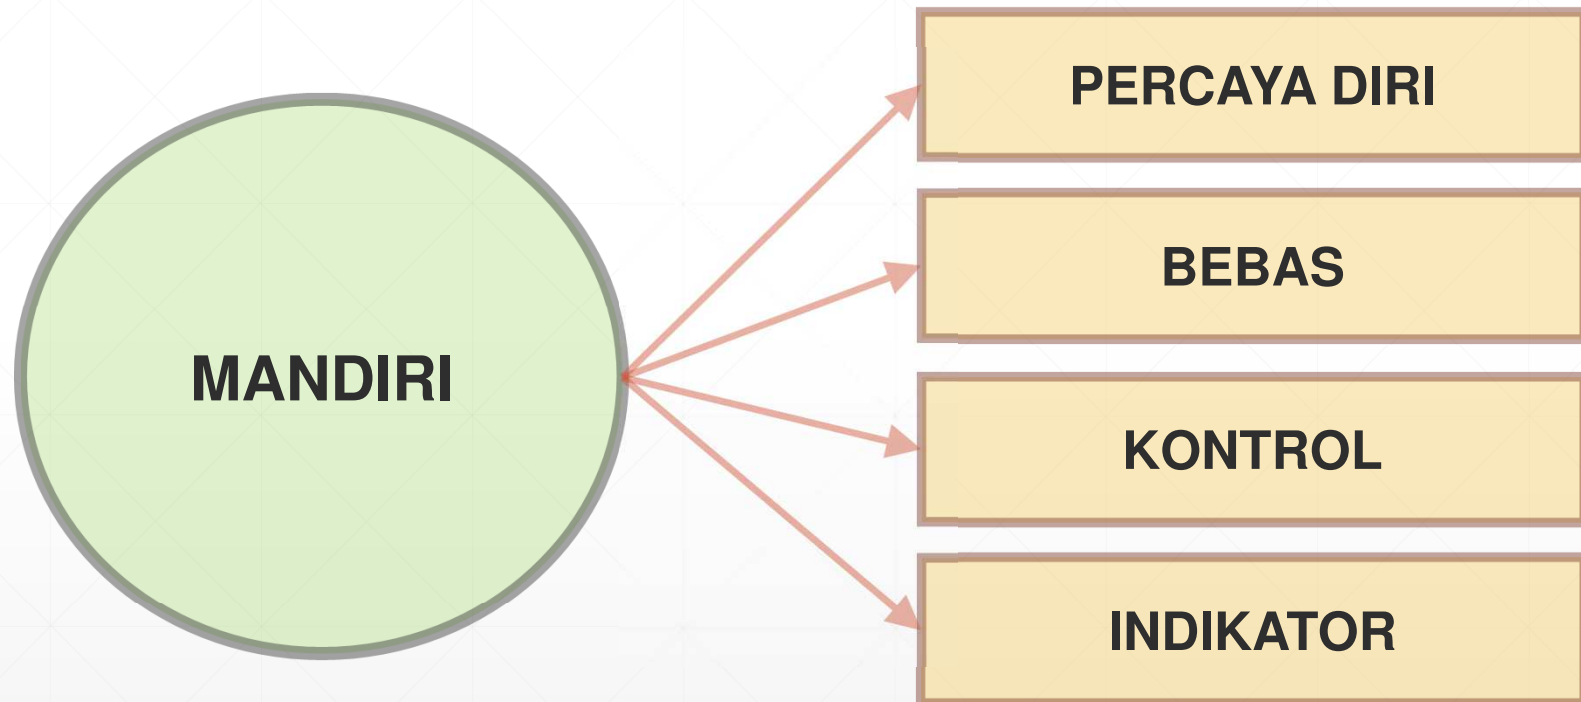 MANDIRI
PERCAYA DIRI
BEBAS
KONTROL
INDIKATOR